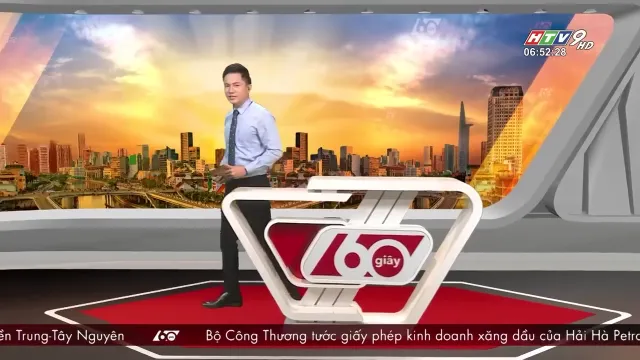 HTV9
HD
06:52:28
60
giây
ền Trung-Tây Nguyên
60
Bộ Công Thương tước giấy phép kinh doanh xăng dầu của Hải Hà Petro